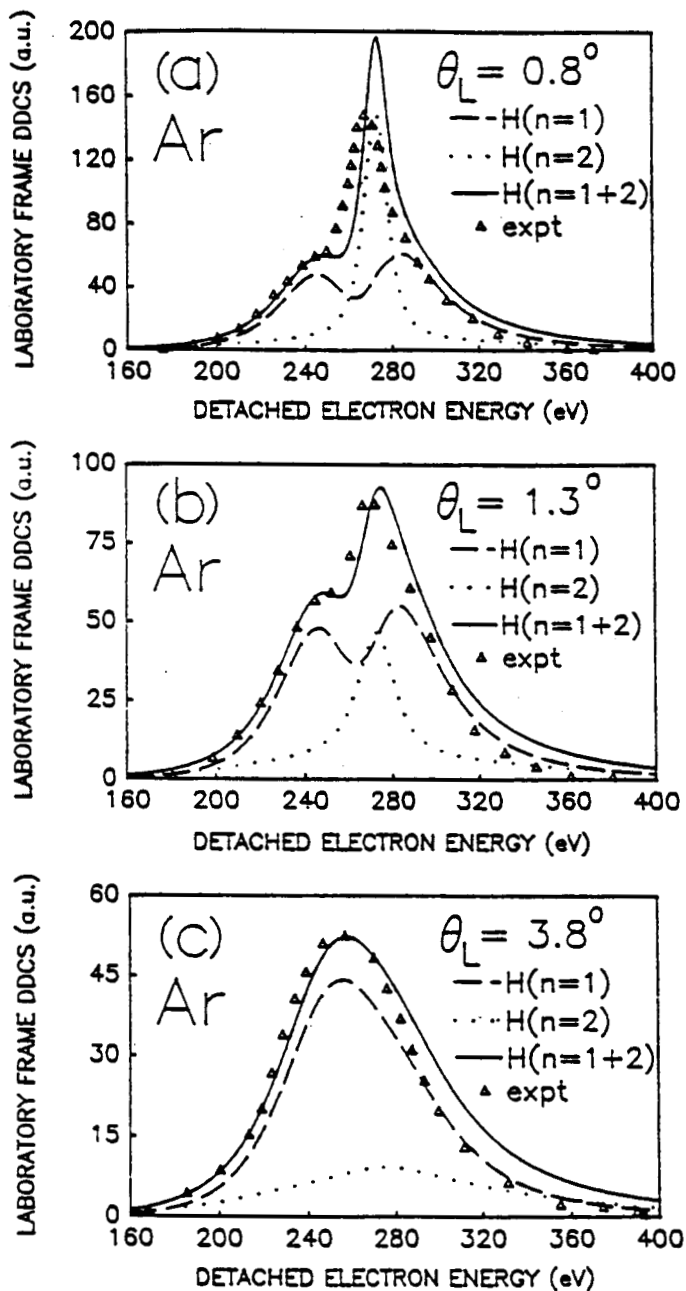 LABORATORY FRAME DDCS (a.u.)
200
160
120
80
40
0
(a)
Ar
θL = 0.8°
H(n=1)
H(n=2)
H(n=1+2)
expt
160 200 240 280 320 360 400
DETACHED ELECTRON ENERGY (eV)
LABORATORY FRAME DDCS (a.u.)
100
75
50
25
0
(b)
Ar
θL = 1.3°
H(n=1)
H(n=2)
H(n=1+2)
expt
160 200 240 280 320 360 400
DETACHED ELECTRON ENERGY (eV)
LABORATORY FRAME DDCS (a.u.)
60
45
30
15
0
(c)
Ar
θL = 3.8°
H(n=1)
H(n=2)
H(n=1+2)
expt
160 200 240 280 320 360 400
DETACHED ELECTRON ENERGY (eV)